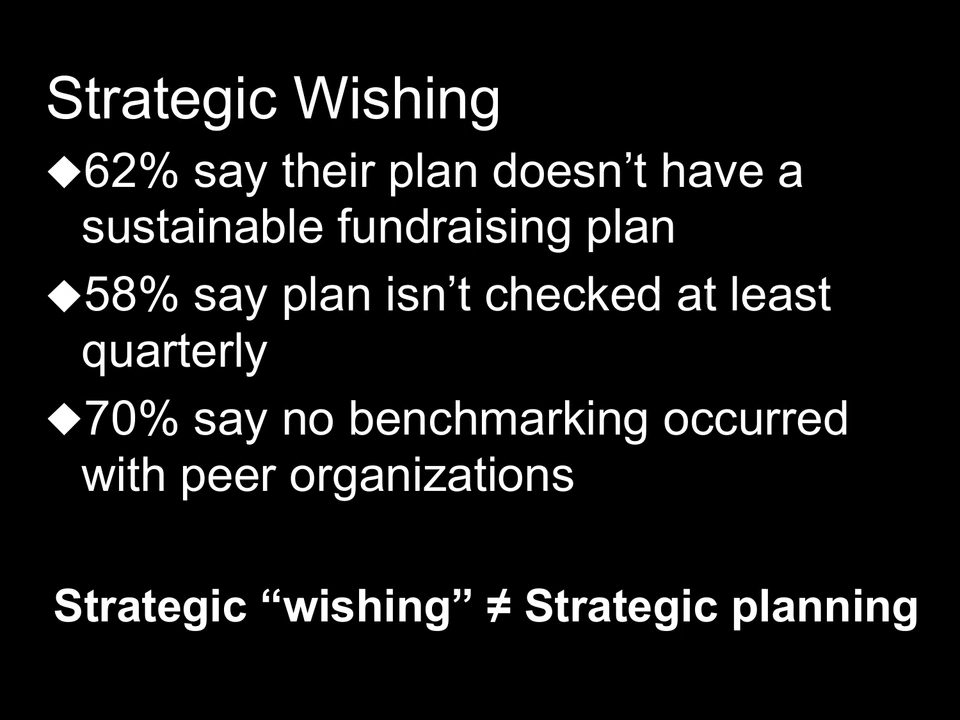 Strategic Wishing
◆62% say their plan doesn’t have a
sustainable fundraising plan
◆58% say plan isn’t checked at least
quarterly
◆70% say no benchmarking occurred
with peer organizations
Strategic “wishing” ≠ Strategic planning